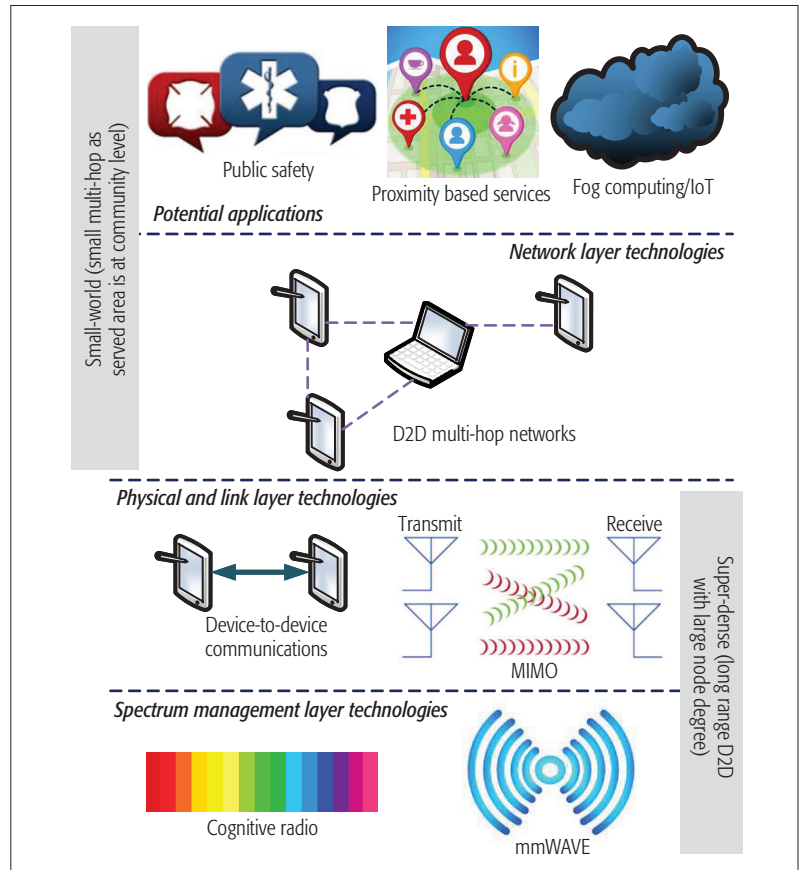 Small-world (small multi-hop as
served area is at community level)
Public safety
Proximity based services
Fog computing/IoT
Potential applications
Network layer technologies
D2D multi-hop networks
Physical and link layer technologies
Transmit
Receive
Device-to-device
communications
MIMO
Super-dense (long range D2D
with large node degree)
Spectrum management layer technologies
Cognitive radio
mmWAVE